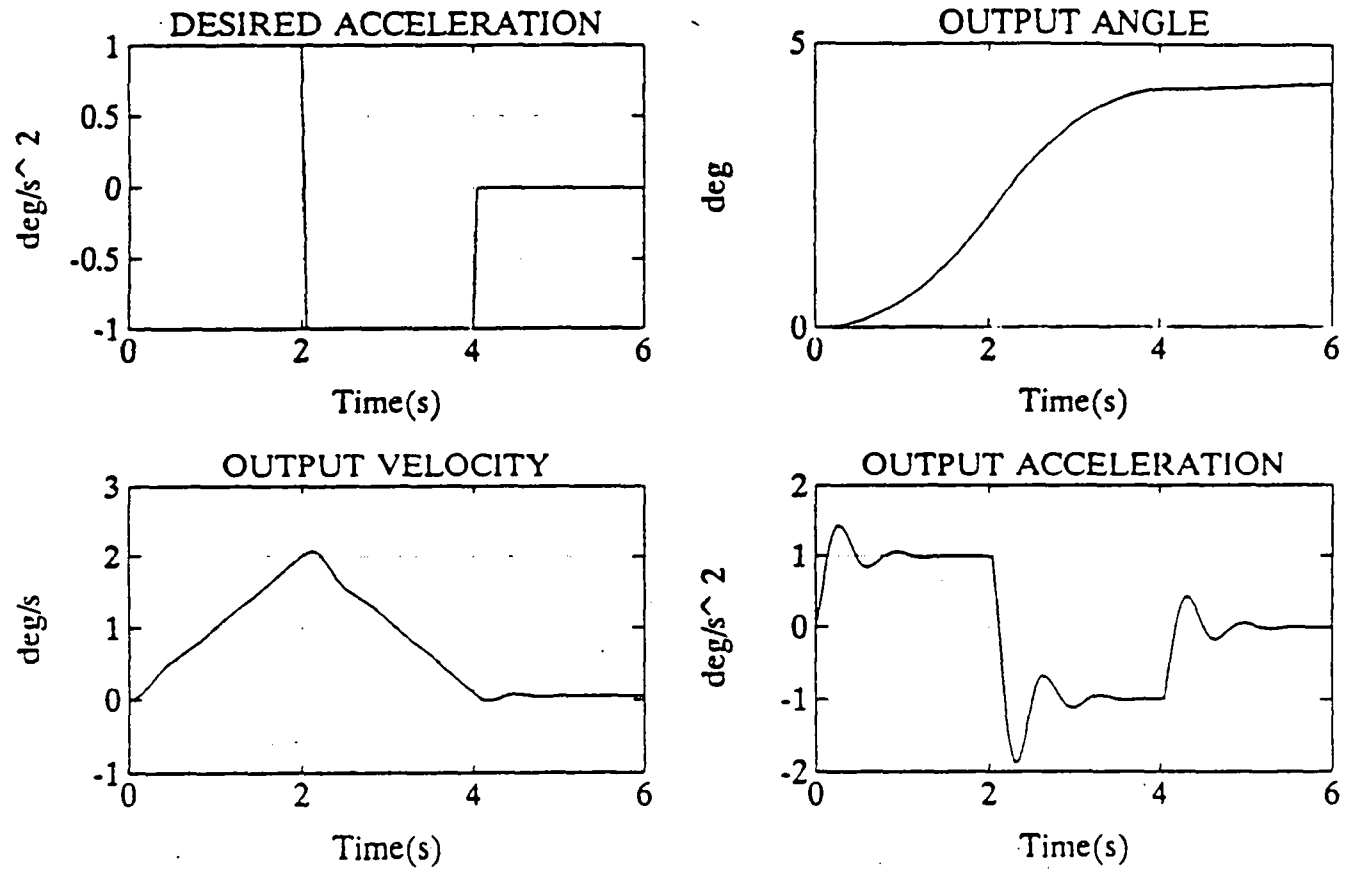 DESIRED ACCELERATION
1
0.5
0
-0.5
-1
deg/s^ 2
0 2 4 6
Time(s)
OUTPUT ANGLE
5
0
deg
0 2 4 6
Time(s)
OUTPUT VELOCITY
3
2
1
0
-1
deg/s
0 2 4 6
Time(s)
OUTPUT ACCELERATION
2
1
0
-1
-2
deg/s^ 2
0 2 4 6
Time(s)